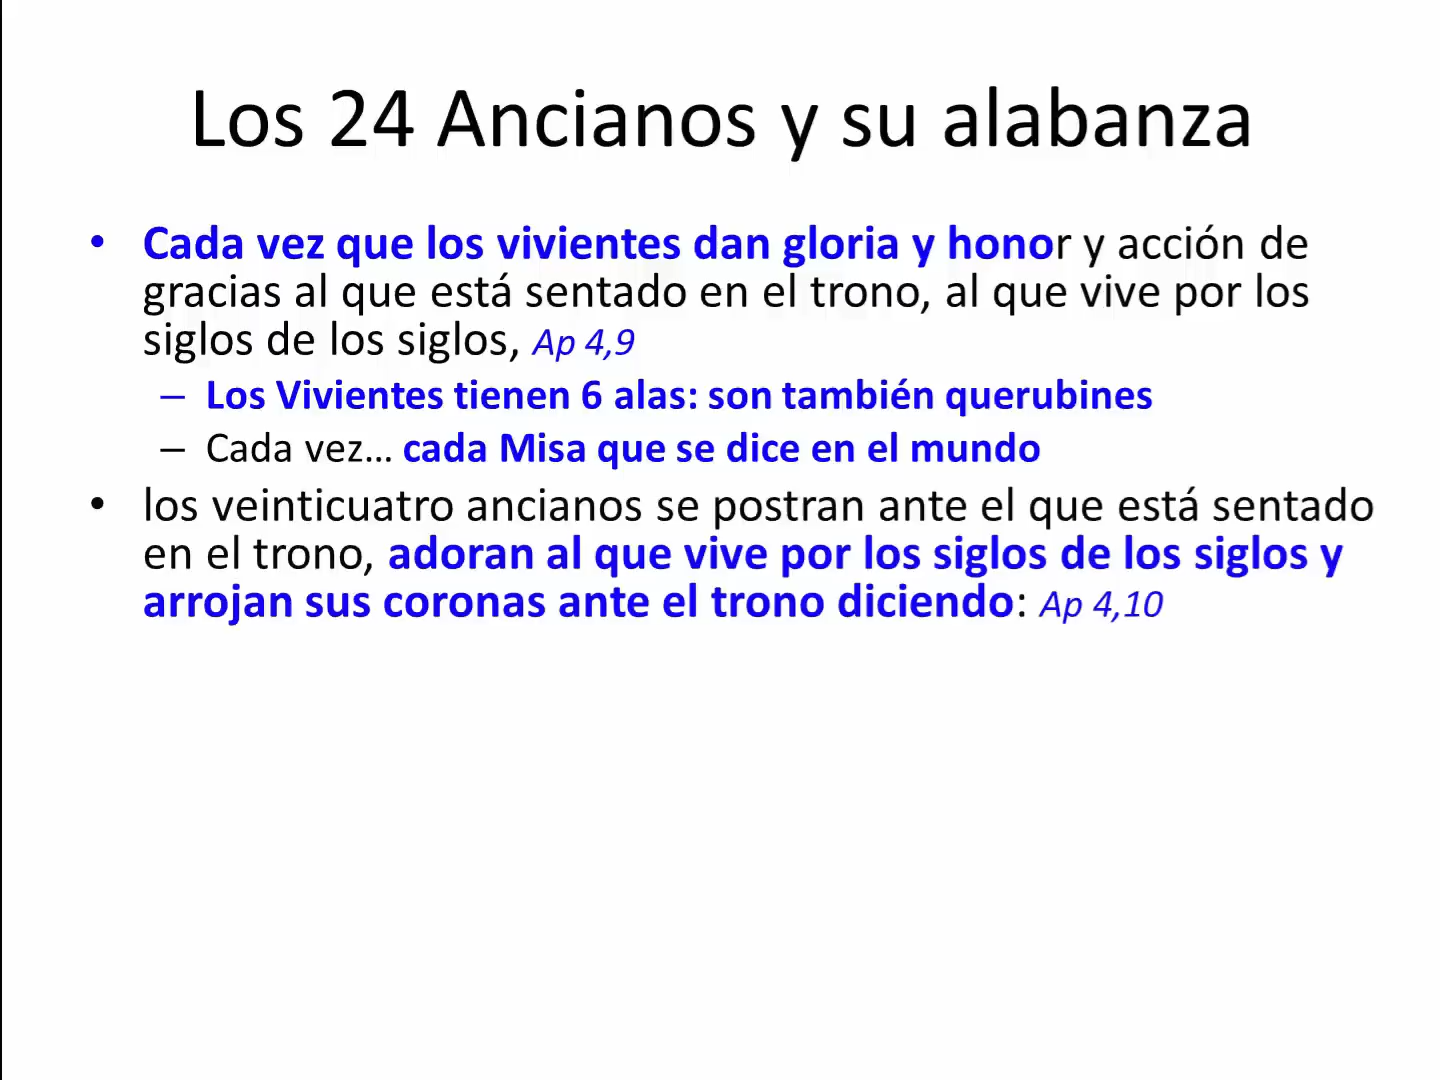 Los 24 Ancianos y su alabanza
• Cada vez que los vivientes dan gloria y honor y acción de
gracias al que está sentado en el trono, al que vive por los
siglos de los siglos, Ap 4,9
– Los Vivientes tienen 6 alas: son también querubines
– Cada vez... cada Misa que se dice en el mundo
• los veinticuatro ancianos se postran ante el que está sentado
en el trono, adoran al que vive por los siglos de los siglos y
arrojan sus coronas ante el trono diciendo: Ap 4,10